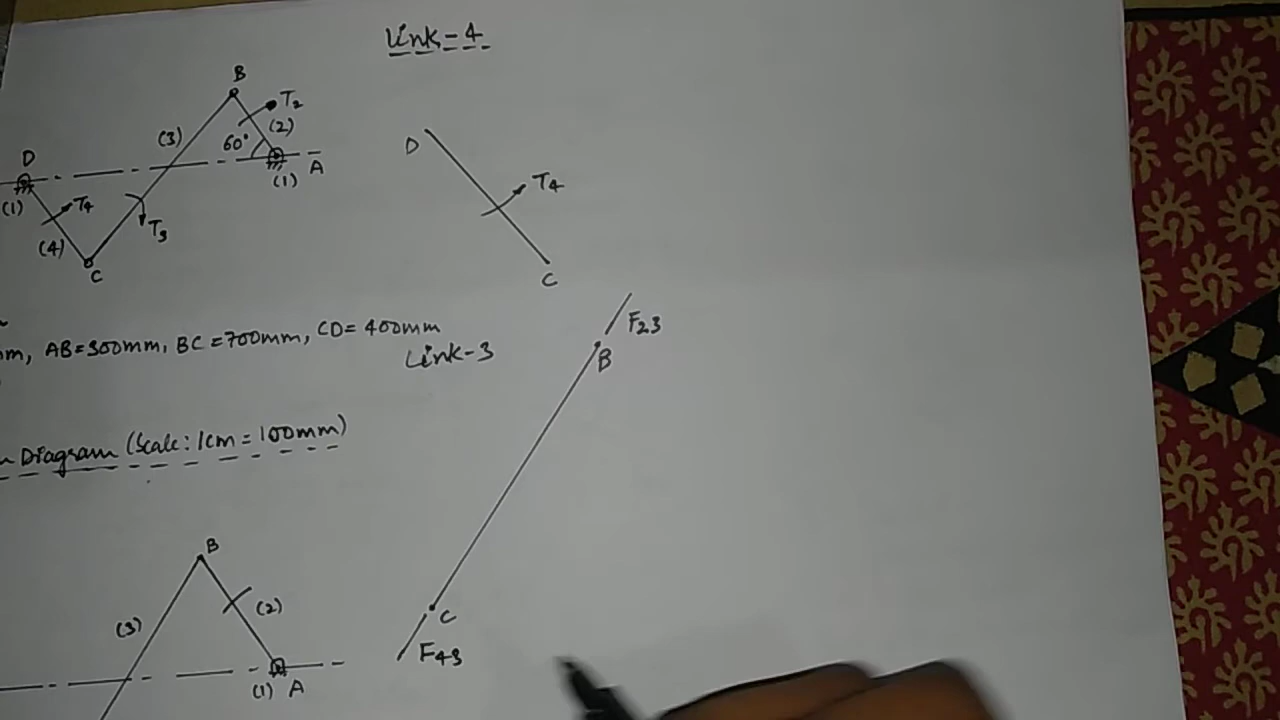 Link-4
B
T2
(3)
(2)
60°
D
A
(1)
(1)
T4
T3
(4)
C
D
T4
C
mm, AB=300mm, BC=700mm, CD=400mm
Link-3
F23
B
Diagram (Scale: 1cm = 100mm)
B
(3)
(2)
C
F43
(1) A